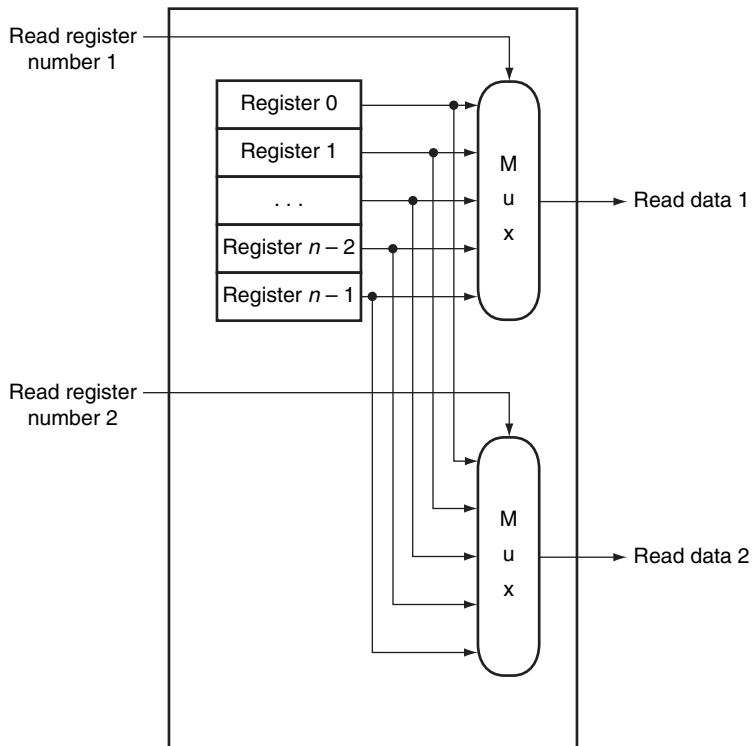 Read register
number 1
Register 0
Register 1
. . .
Register n – 2
Register n – 1
M
u
x
Read data 1
Read register
number 2
M
u
x
Read data 2